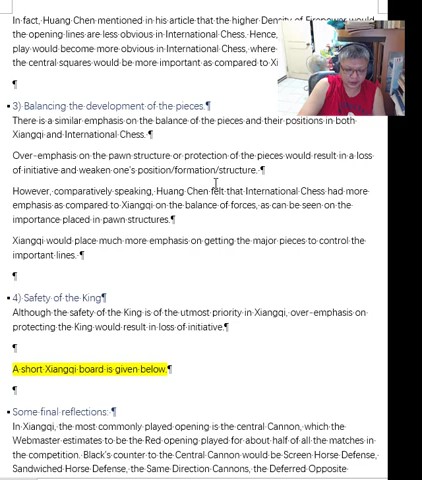 In fact, Huang Chen mentioned in his article that the higher Density of Firepower would
the opening lines are less obvious in International Chess. Hence,
play would become more obvious in International Chess, where
the central squares would be more important as compared to Xi
¶
3) Balancing the development of the pieces.¶
There is a similar emphasis on the balance of the pieces and their positions in both
Xiangqi and International Chess.¶
Over-emphasis on the pawn structure or protection of the pieces would result in a loss
of initiative and weaken one's position/formation/structure. ¶
However, comparatively speaking, Huang Chen felt that International Chess had more
emphasis as compared to Xiangqi on the balance of forces, as can be seen on the
importance placed in pawn structures.¶
Xiangqi would place much more emphasis on getting the major pieces to control the
important lines. ¶
¶
4) Safety of the King¶
Although the safety of the King is of the utmost priority in Xiangqi, over-emphasis on
protecting the King would result in loss of initiative.¶
¶
A short Xiangqi board is given below.¶
¶
Some final reflections: ¶
In Xiangqi, the most commonly played opening is the central Cannon, which the
Webmaster estimates to be the Red opening played for about half of all the matches in
the competition. Black's counter to the Central Cannon would be Screen Horse Defense,
Sandwiched Horse Defense, the Same Direction Cannons, the Deferred Opposite